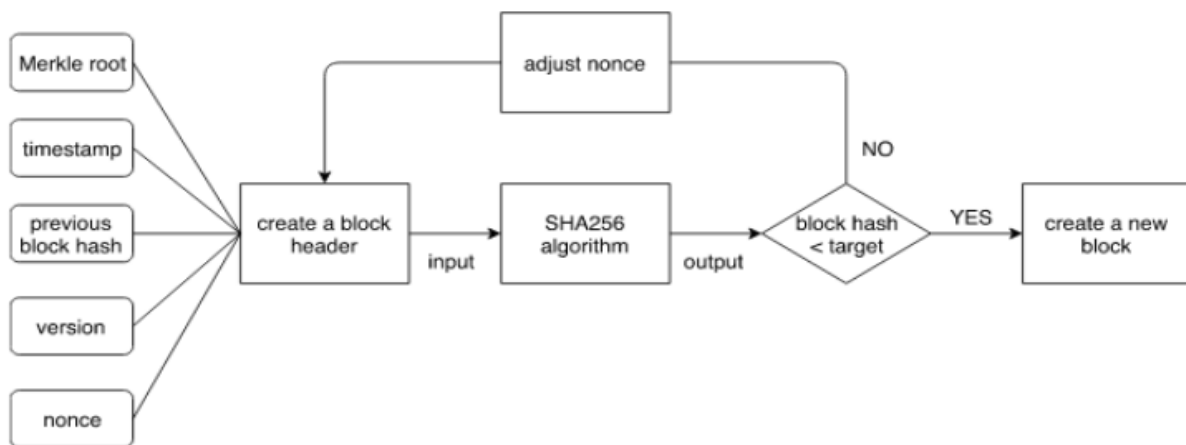 Merkle root
timestamp
previous
block hash
version
nonce
create a block
header
input
adjust nonce
SHA256
algorithm
output
block hash
< target
NO
YES
create a new
block